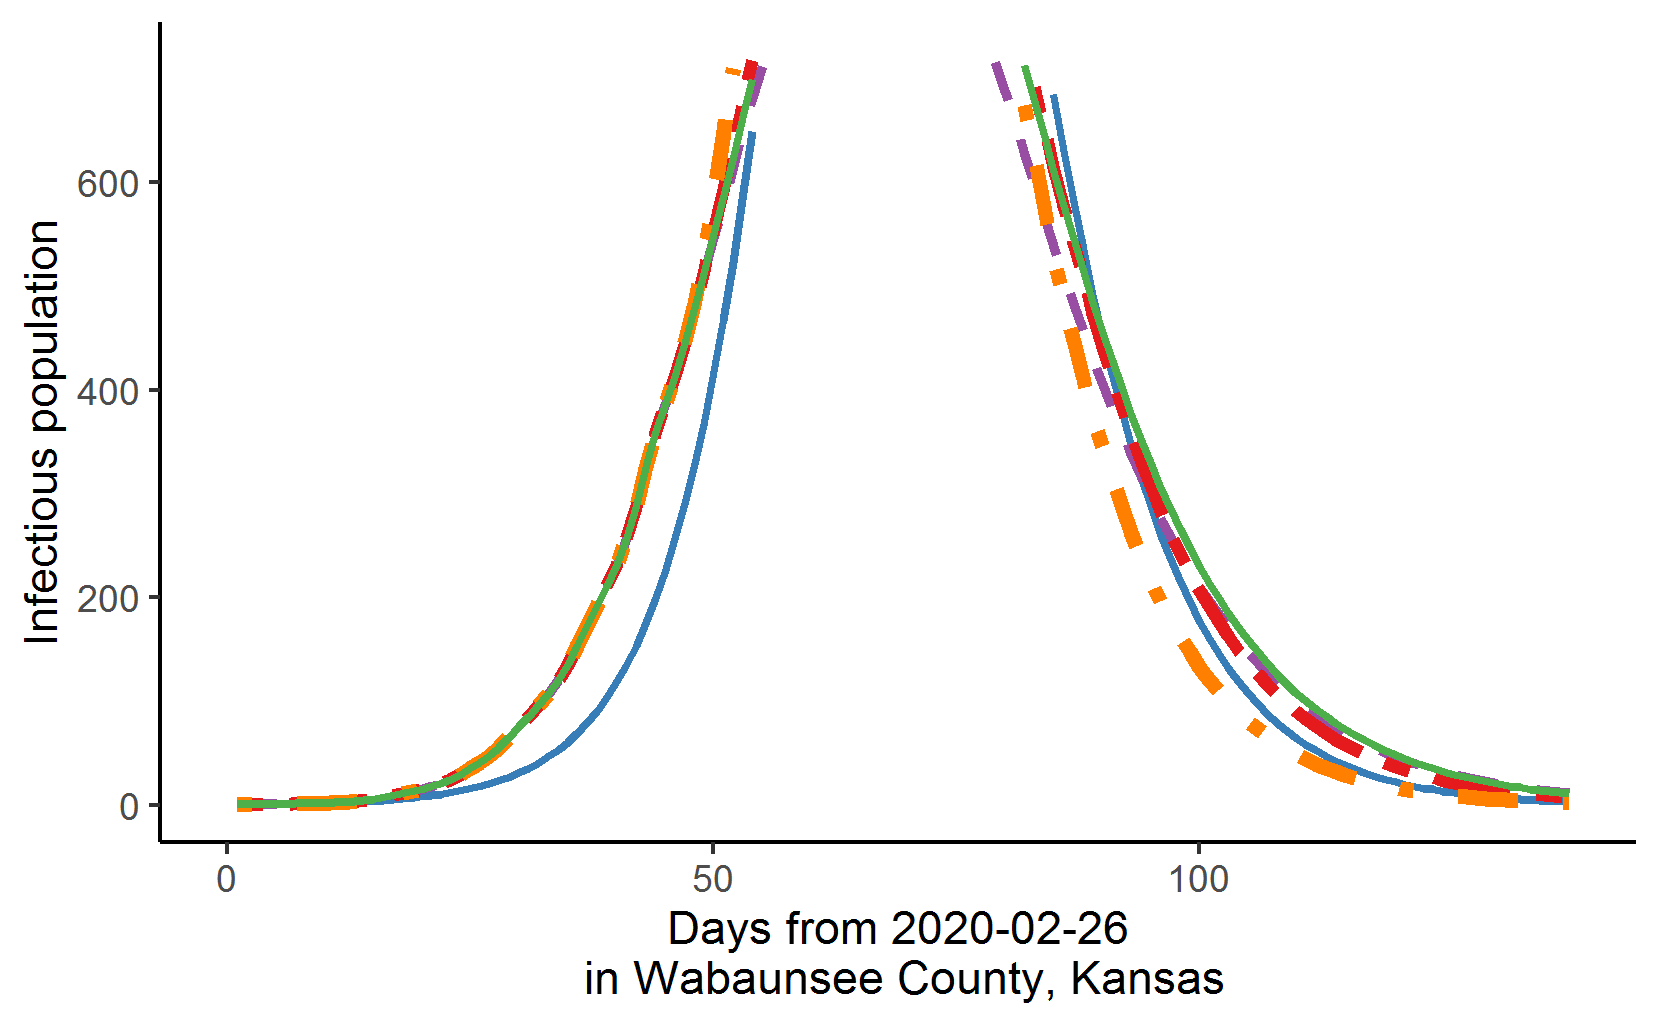 Infectious population
600
400
200
0
0 50 100
Days from 2020-02-26
in Wabaunsee County, Kansas